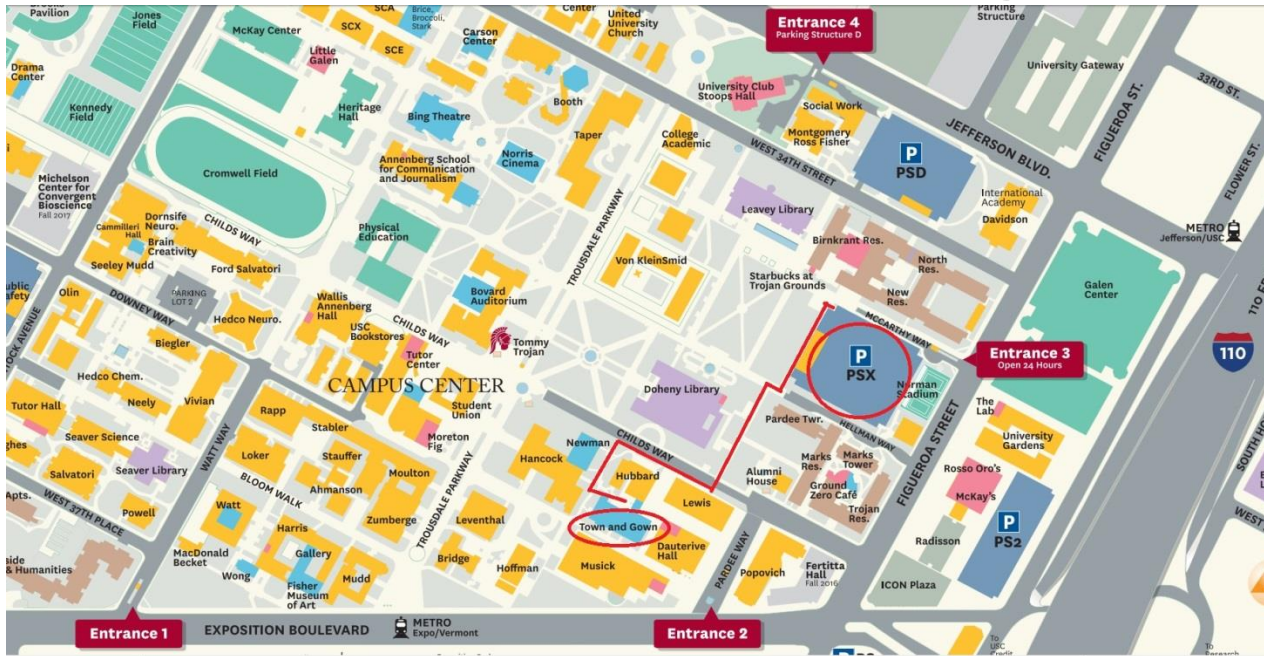 Pavilion
Jones
Field
McKay Center
SCX
SCA
SCE
Brice,
Broccoli,
Stark
Carson
Center
Center
United
University
Church
Entrance 4
Parking Structure D
Parking
Structure
University Gateway
33RD ST.
Drama
Center
Little
Galen
Kennedy
Field
Heritage
Hall
Bing Theatre
Booth
Taper
University Club
Stoops Hall
Social Work
Montgomery
Ross Fisher
JEFFERSON BLVD.
FIGUEROA ST.
FLOWER ST.
P
PSD
WEST 34TH STREET
College
Academic
Norris
Cinema
Annenberg School
for Communication
and Journalism
Cromwell Field
Michelson
Center for
Convergent
Bioscience
Fall 2017
International
Academy
Davidson
METRO
Jefferson/USC
Leavey Library
Birnkrant Res.
North
Res.
New
Res.
Starbucks at
Trojan Grounds
Von KleinSmid
TROUSDALE PARKWAY
Physical
Education
CHILDS WAY
Dornsife
Neuro.
Cammilleri
Hall
Brain
Creativity
Seeley Mudd
Ford Salvatori
PARKING
LOT 2
Hedco Neuro.
Olin
DOWNEY WAY
Biegler
Wallis
Annenberg
Hall
USC
Bookstores
CHILDS WAY
Bovard
Auditorium
Tommy
Trojan
Tutor
Center
CAMPUS CENTER
Galen
Center
110
MCCARTHY WAY
Entrance 3
Open 24 Hours
P
PSX
Norman
Stadium
Doheny Library
Pardee Twr.
HELLMAN WAY
FIGUEROA STREET
The
Lab
University
Gardens
Hedco Chem.
Neely
Vivian
Tutor Hall
Seaver Science
Salvatori
Seaver Library
Powell
WATT WAY
WEST 37TH PLACE
Rapp
Stabler
Loker
Stauffer
Ahmanson
Moulton
Zumberge
BLOOM WALK
Student
Union
Moreton
Fig
Hancock
Newman
CHILDS WAY
Hubbard
Lewis
Alumni
House
Marks
Res.
Marks
Tower
Ground
Zero Café
Trojan
Res.
Rosso Oro's
McKay's
P
PS2
Radisson
ICON Plaza
Apts.
& Humanities
Watt
Harris
Gallery
MacDonald
Becket
Wong
Fisher
Museum
of Art
Mudd
TROUSDALE PARKWAY
Leventhal
Bridge
Hoffman
Town and Gown
Musick
Dauterive
Hall
PARDEE WAY
Popovich
Fertitta
Hall
Fall 2016
Entrance 1
EXPOSITION BOULEVARD
METRO
Expo/Vermont
Entrance 2
To
USC
Credit
To